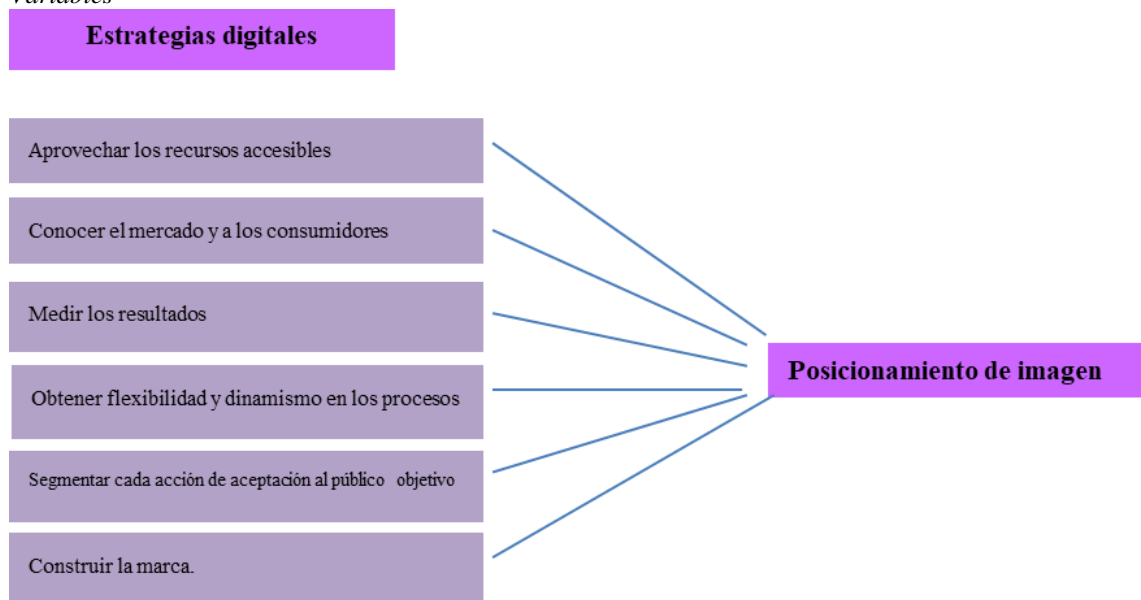 Variables
Estrategias digitales
Aprovechar los recursos accesibles
Conocer el mercado y a los consumidores
Medir los resultados
Obtener flexibilidad y dinamismo en los procesos
Segmentar cada acción de aceptación al público objetivo
Construir la marca.
Posicionamiento de imagen